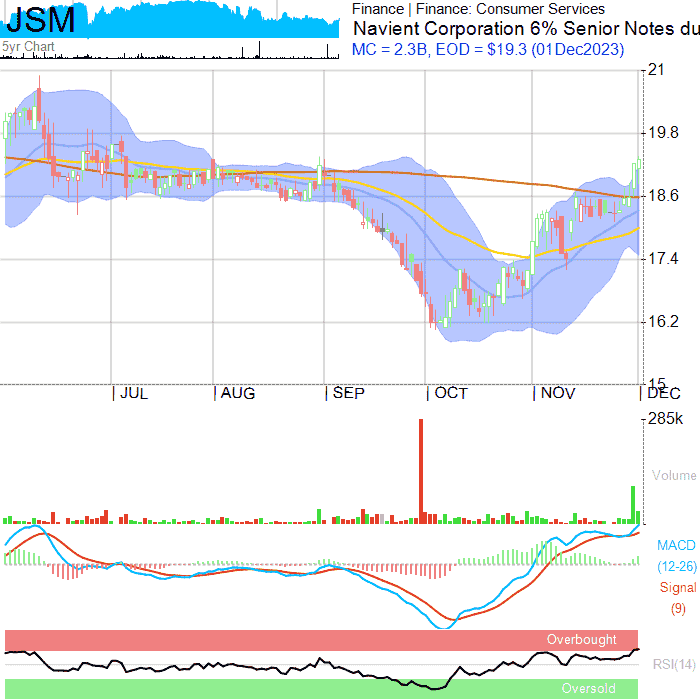 JSM
5yr Chart
Finance | Finance: Consumer Services
Navient Corporation 6% Senior Notes du
MC = 2.3B, EOD = $19.3 (01Dec2023)
21
19.8
18.6
17.4
16.2
15
| JUL | AUG | SEP | OCT | NOV | DEC
285k
Volume
MACD
(12-26)
Signal
(9)
Overbought
RSI(14)
Oversold